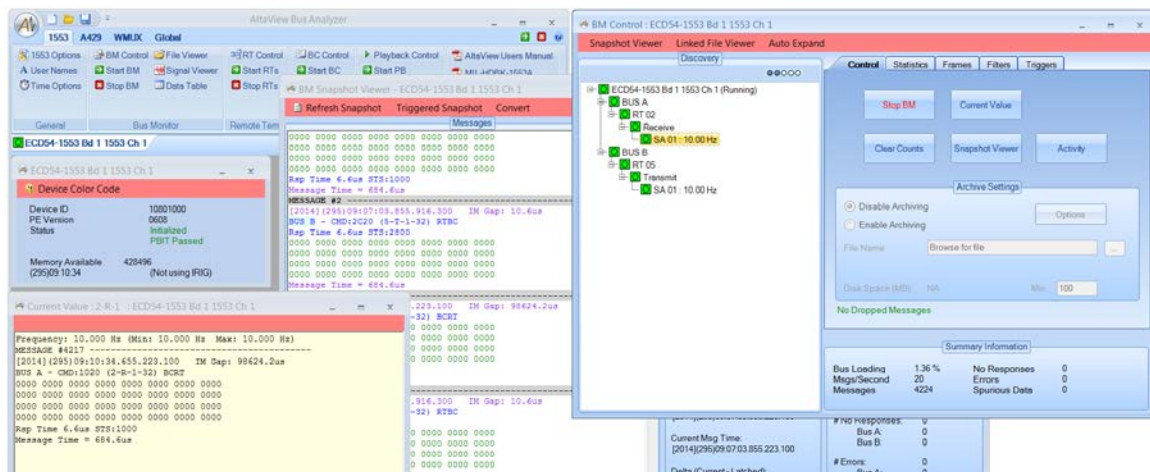 AltaView Bus Analyzer
1553 A429 WMUX Global
1553 Options BM Control File Viewer RT Control BC Control Playback Control AltaView Users Manual
A User Names Start BM Signal Viewer Start RTs Start BC Start PB MIL-HDBK-1553A
Time Options Stop BM Data Table Stop RTs
General Bus Monitor Remote Term
ECD54-1553 Bd 1 1553 Ch 1
ECD54-1553 Bd 1 1553 Ch 1
Device Color Code
Device ID 10801000
PE Version 0608
Status Initialized
PBIT Passed
Memory Available 428496
(295)09:10:34 (Not using IRIG)
BM Snapshot Viewer - ECD54-1553 Bd 1 1553 Ch 1
Refresh Snapshot Triggered Snapshot Convert
Messages
0000 0000 0000 0000 0000 0000 0000 0000
0000 0000 0000 0000 0000 0000 0000 0000
0000 0000 0000 0000 0000 0000 0000 0000
0000 0000 0000 0000 0000 0000 0000 0000
Rsp Time 6.6us STS:1000
Message Time = 684.6us
MESSAGE #2
[2014](295)09:07:03.855.916.300 IM Gap: 10.6us
BUS B - CMD:2C20 (5-T-1-32) RTBC
Rsp Time 6.6us STS:2800
0000 0000 0000 0000 0000 0000 0000 0000
0000 0000 0000 0000 0000 0000 0000 0000
0000 0000 0000 0000 0000 0000 0000 0000
0000 0000 0000 0000 0000 0000 0000 0000
Message Time = 684.6us
.223.100 IM Gap: 98624.2us
-32) BCRT
0 0000 0000
0 0000 0000
0 0000 0000
0 0000 0000
.916.300 IM Gap: 10.6us
-32) RTBC
0 0000 0000
0 0000 0000
0 0000 0000
Current Value : 2-R-1 : ECD54-1553 Bd 1 1553 Ch 1
Frequency: 10.000 Hz (Min: 10.000 Hz Max: 10.000 Hz)
MESSAGE #4217
[2014](295)09:10:34.655.223.100 IM Gap: 98624.2us
BUS A - CMD:1020 (2-R-1-32) BCRT
0000 0000 0000 0000 0000 0000 0000 0000
0000 0000 0000 0000 0000 0000 0000 0000
0000 0000 0000 0000 0000 0000 0000 0000
0000 0000 0000 0000 0000 0000 0000 0000
Rsp Time 6.6us STS:1000
Message Time = 684.6us
BM Control : ECD54-1553 Bd 1 1553 Ch 1
Snapshot Viewer Linked File Viewer Auto Expand
Discovery
ECD54-1553 Bd 1 1553 Ch 1 (Running)
BUS A
RT 02
Receive
SA 01 : 10.00 Hz
BUS B
RT 05
Transmit
SA 01 : 10.00 Hz
Control Statistics Frames Filters Triggers
Stop BM Current Value
Clear Counts Snapshot Viewer Activity
Archive Settings
Disable Archiving
Enable Archiving
Options
File Name Browse for file ...
Disk Space (MB) NA Min 100
No Dropped Messages
Summary Information
Bus Loading 1.36 % No Responses 0
Msgs/Second 20 Errors 0
Messages 4224 Spurious Data 0
Current Msg Time:
[2014](295)09:07:03.855.223.100
Delta (Current - Latched):
# No Responses: 0
Bus A: 0
Bus B: 0
# Errors: 0